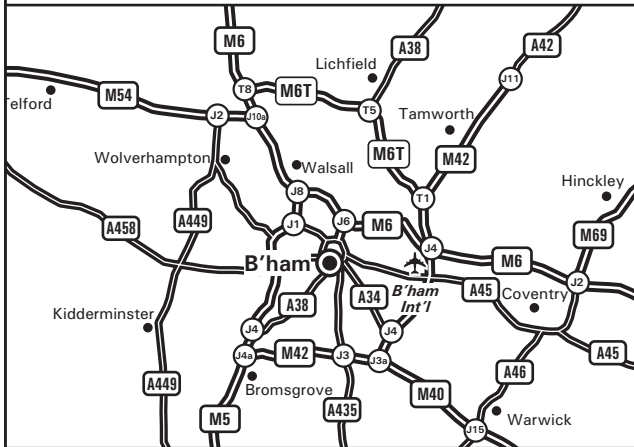 M6
A38
A42
Lichfield
T8
M6T
J11
Telford
M54
J2
J10a
T5
Tamworth
Wolverhampton
Walsall
M6T
M42
Hinckley
J8
T1
A458
A449
J1
J6
M6
M69
J4
M6
B'ham
B'ham
Int'l
J2
A38
A34
A45
Coventry
Kidderminster
J4
J4
J4a
M42
J3
J3a
A45
A449
Bromsgrove
M40
A46
M5
A435
Warwick
J15